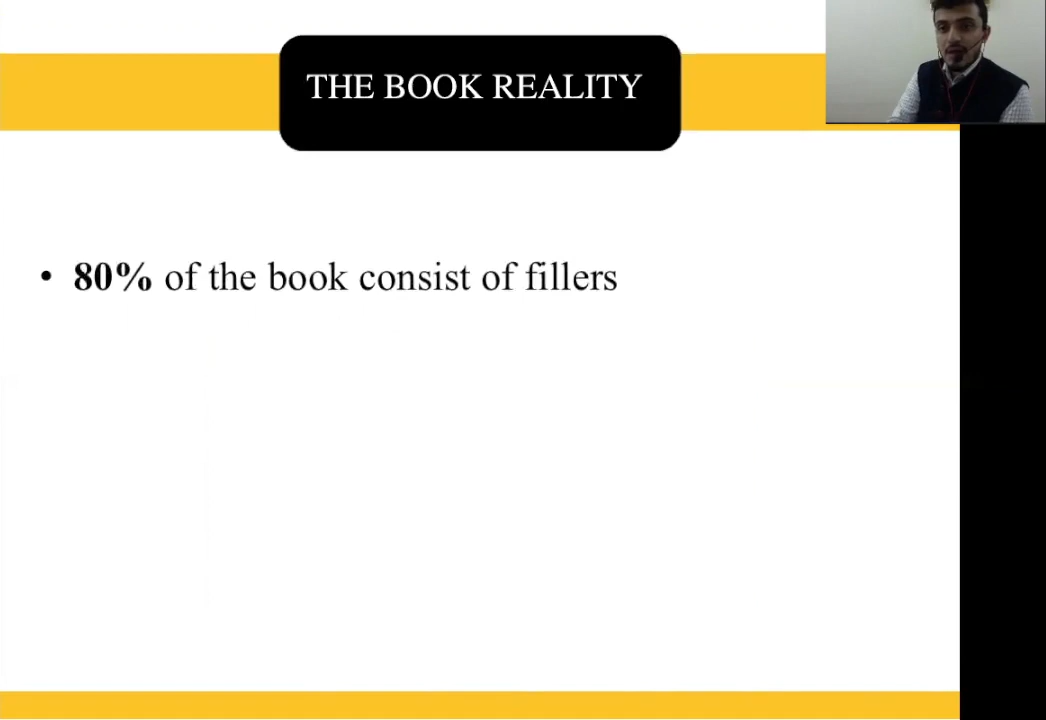 THE BOOK REALITY
• 80% of the book consist of fillers